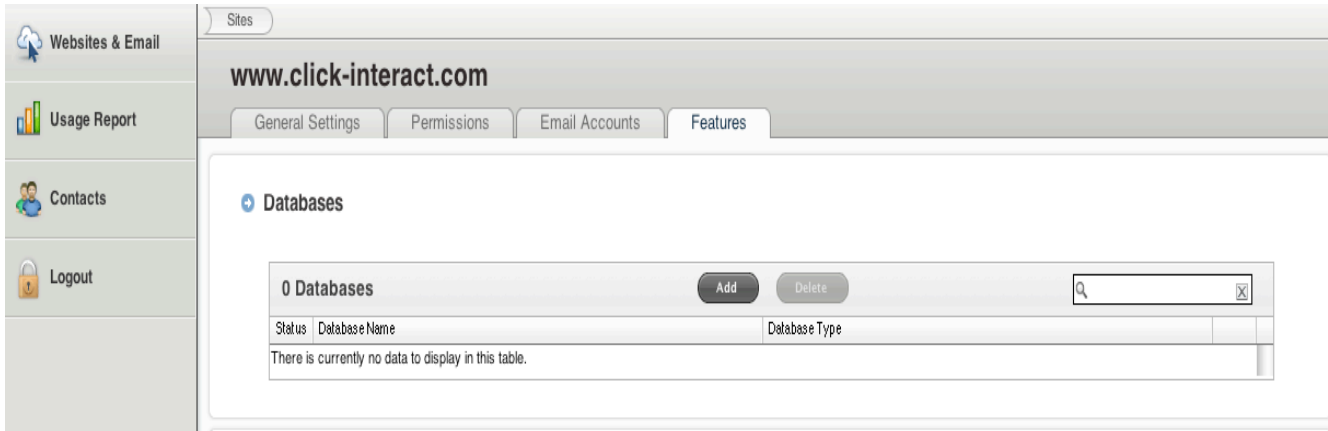 Websites & Email
Usage Report
Contacts
Logout
Sites
www.click-interact.com
General Settings Permissions Email Accounts Features
Databases
0 Databases Add Delete X
Status Database Name Database Type
There is currently no data to display in this table.